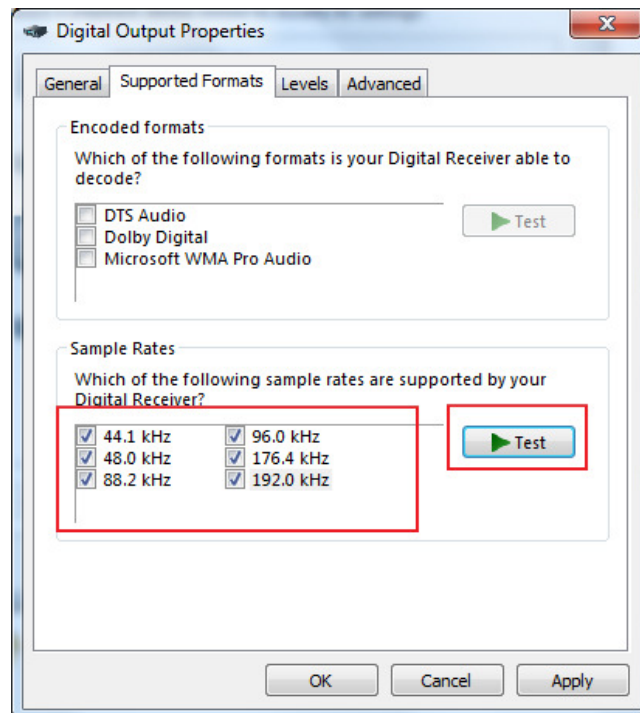 Digital Output Properties
General Supported Formats Levels Advanced
Encoded formats
Which of the following formats is your Digital Receiver able to
decode?
DTS Audio
Dolby Digital
Microsoft WMA Pro Audio
Test
Sample Rates
Which of the following sample rates are supported by your
Digital Receiver?
44.1 kHz 96.0 kHz
48.0 kHz 176.4 kHz
88.2 kHz 192.0 kHz
Test
OK Cancel Apply